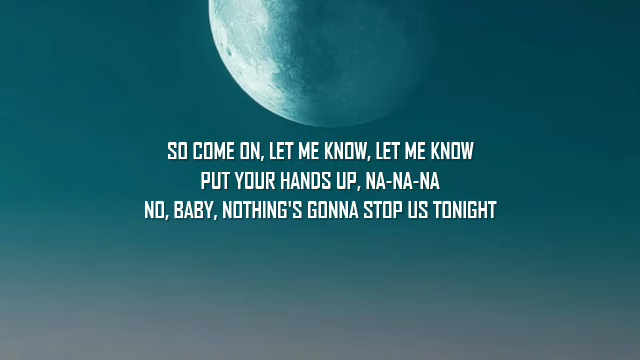 SO COME ON, LET ME KNOW, LET ME KNOW
PUT YOUR HANDS UP, NA-NA-NA
NO, BABY, NOTHING'S GONNA STOP US TONIGHT